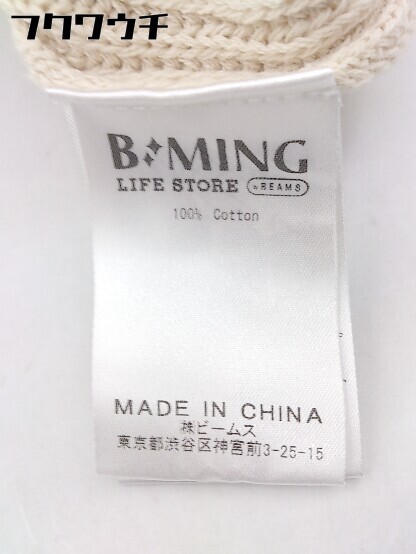 フクワウチ
B:MING
LIFE STORE by BEAMS
100% Cotton
MADE IN CHINA
株ビームス
東京都渋谷区神宮前3-25-15